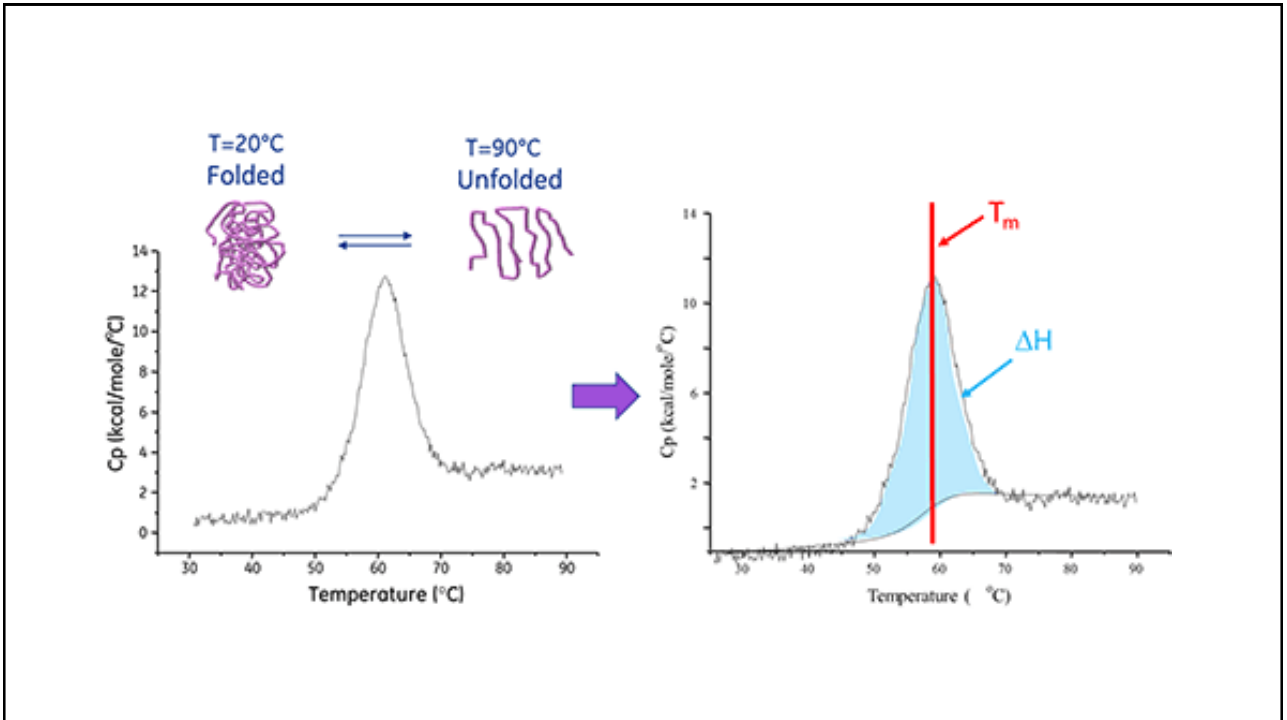 T=20°C
Folded
T=90°C
Unfolded
14
12
10
8
6
4
2
0
Cp (kcal/mole/°C)
30
40
50
60
70
80
90
Temperature (°C)
Tm
ΔH
14
10
6
2
Cp (kcal/mole/°C)
30
50
60
70
80
90
Temperature ( °C)